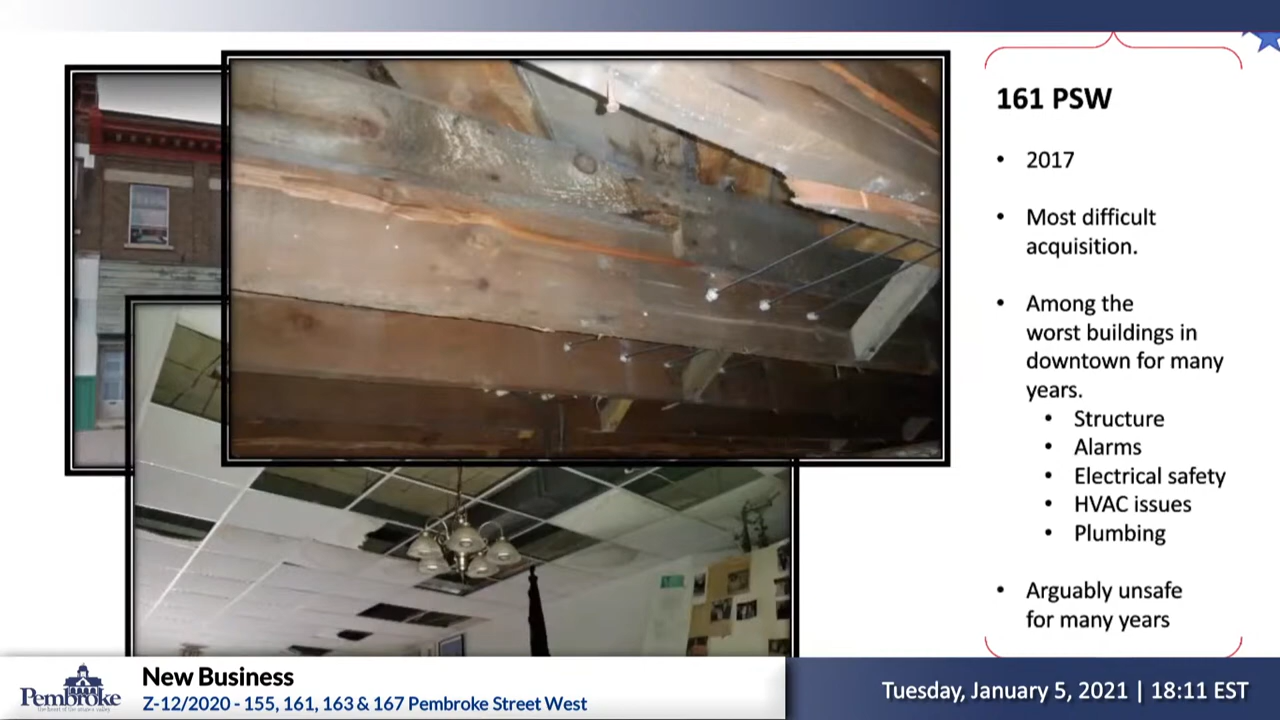 161 PSW
• 2017
• Most difficult
acquisition.
• Among the
worst buildings in
downtown for many
years.
• Structure
• Alarms
• Electrical safety
• HVAC issues
• Plumbing
• Arguably unsafe
for many years
Pembroke
New Business
Z-12/2020 - 155, 161, 163 & 167 Pembroke Street West
Tuesday, January 5, 2021 | 18:11 EST